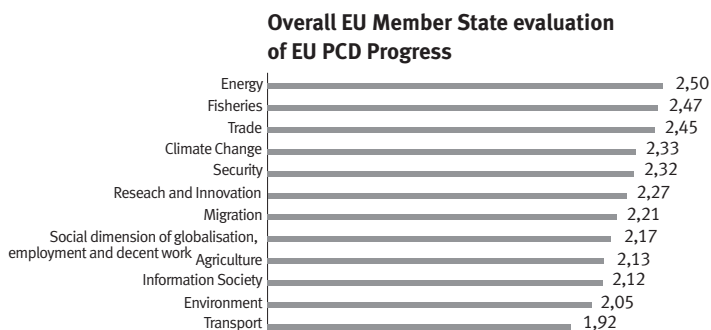 Overall EU Member State evaluation
of EU PCD Progress
Energy 2,50
Fisheries 2,47
Trade 2,45
Climate Change 2,33
Security 2,32
Reseach and Innovation 2,27
Migration 2,21
Social dimension of globalisation,
employment and decent work 2,17
Agriculture 2,13
Information Society 2,12
Environment 2,05
Transport 1,92